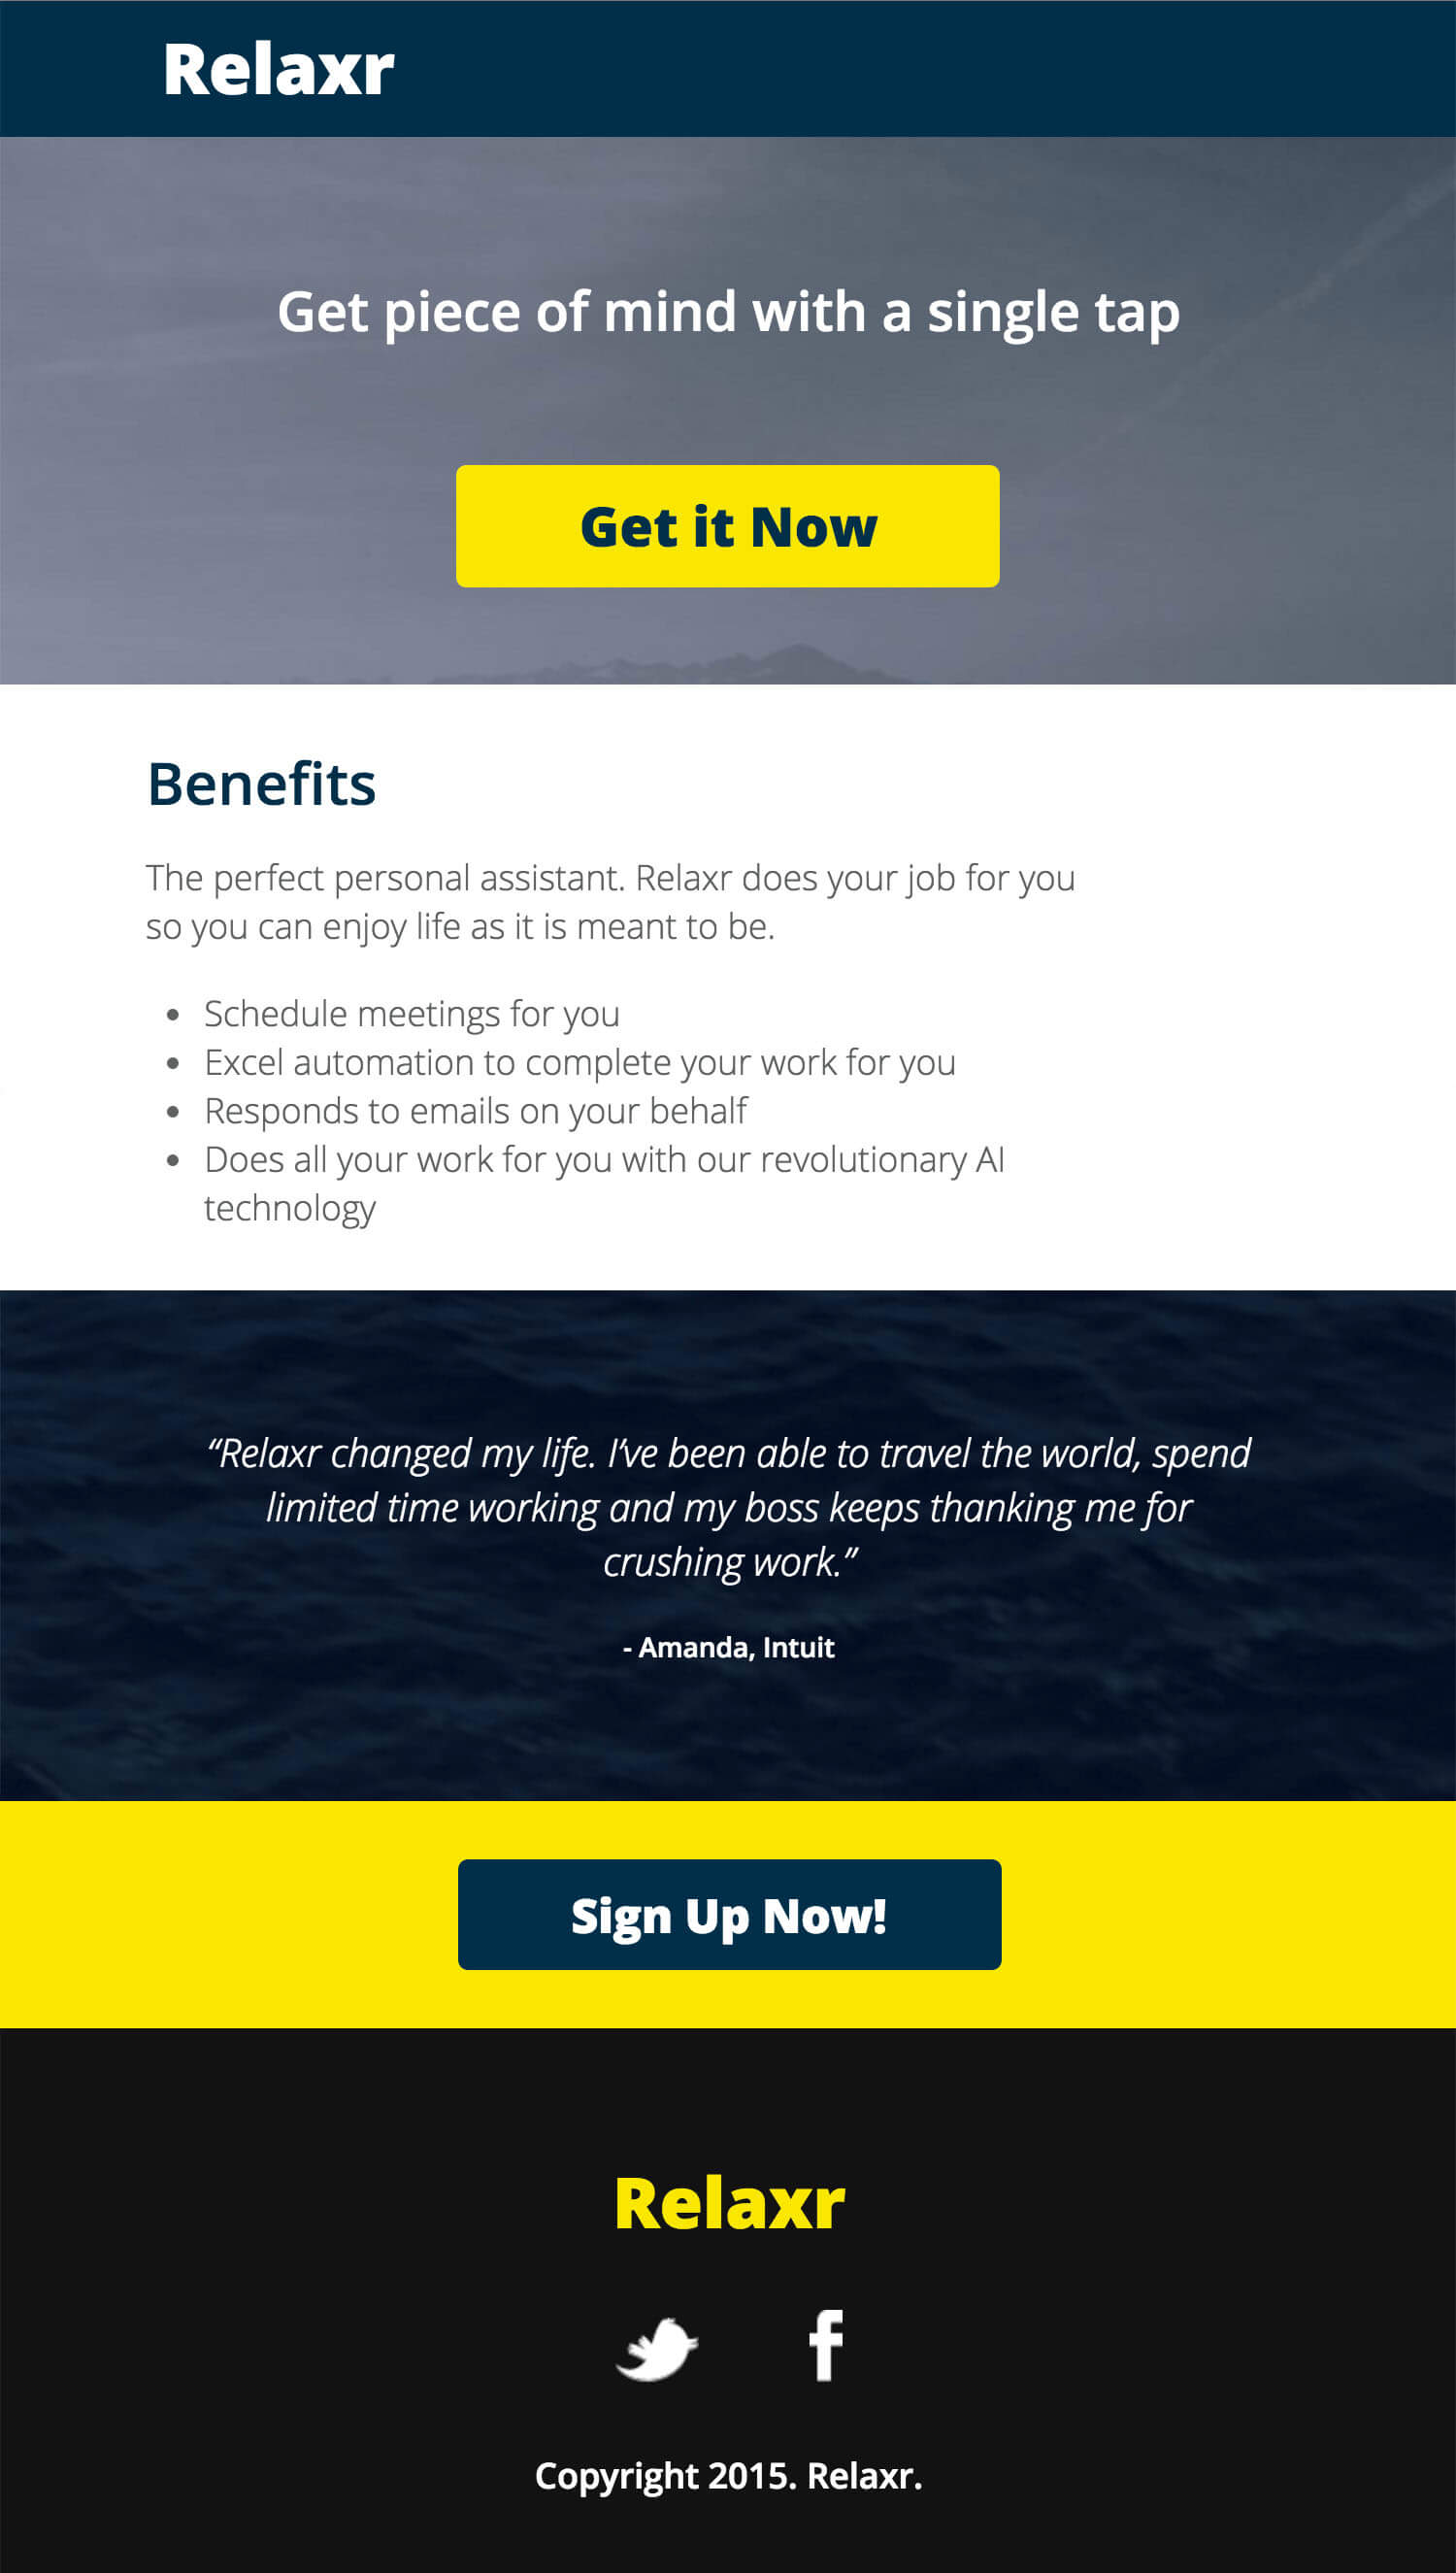 Relaxr
Get piece of mind with a single tap
Get it Now
Benefits
The perfect personal assistant. Relaxr does your job for you
so you can enjoy life as it is meant to be.
• Schedule meetings for you
• Excel automation to complete your work for you
• Responds to emails on your behalf
• Does all your work for you with our revolutionary AI
technology
“Relaxr changed my life. I’ve been able to travel the world, spend
limited time working and my boss keeps thanking me for
crushing work.”
- Amanda, Intuit
Sign Up Now!
Relaxr
Copyright 2015. Relaxr.